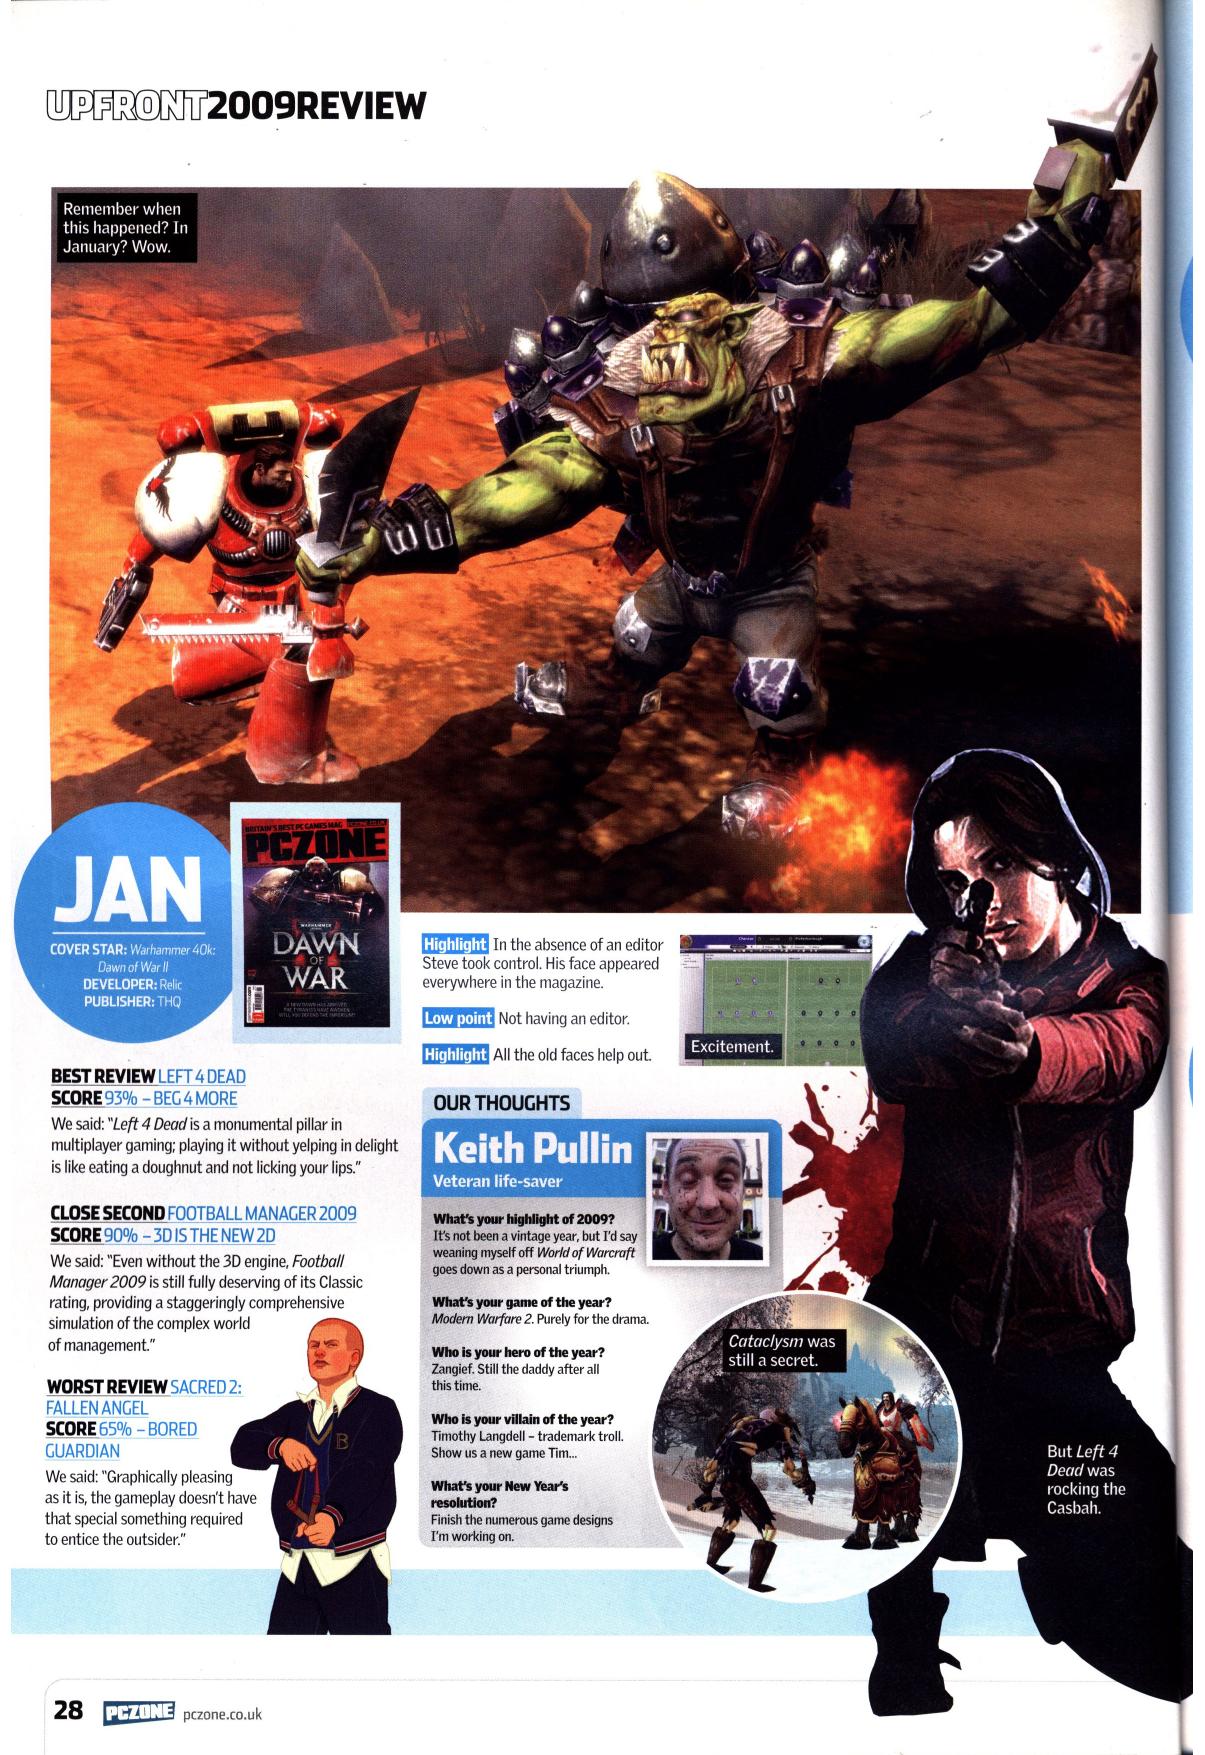 UPFRONT2009REVIEW
Remember when
this happened? In
January? Wow.
JAN
COVER STAR: Warhammer 40k:
Dawn of War II
DEVELOPER: Relic
PUBLISHER: THQ
BRITAIN'S BEST PC GAMES MAG
PCZONE
WARHAMMER
DAWN
OF
WAR
BEST REVIEW LEFT 4 DEAD
SCORE 93% – BEG 4 MORE
We said: "Left 4 Dead is a monumental pillar in
multiplayer gaming; playing it without yelping in delight
is like eating a doughnut and not licking your lips."
CLOSE SECOND FOOTBALL MANAGER 2009
SCORE 90% – 3D IS THE NEW 2D
We said: "Even without the 3D engine, Football
Manager 2009 is still fully deserving of its Classic
rating, providing a staggeringly comprehensive
simulation of the complex world
of management."
WORST REVIEW SACRED 2:
FALLEN ANGEL
SCORE 65% – BORED
GUARDIAN
We said: "Graphically pleasing
as it is, the gameplay doesn't have
that special something required
to entice the outsider."
B
Highlight In the absence of an editor
Steve took control. His face appeared
everywhere in the magazine.
Low point Not having an editor.
Highlight All the old faces help out.
Excitement.
OUR THOUGHTS
Keith Pullin
Veteran life-saver
What's your highlight of 2009?
It's not been a vintage year, but I'd say
weaning myself off World of Warcraft
goes down as a personal triumph.
What's your game of the year?
Modern Warfare 2. Purely for the drama.
Who is your hero of the year?
Zangief. Still the daddy after all
this time.
Who is your villain of the year?
Timothy Langdell – trademark troll.
Show us a new game Tim...
What's your New Year's
resolution?
Finish the numerous game designs
I'm working on.
Cataclysm was
still a secret.
But Left 4
Dead was
rocking the
Casbah.
28 PCZONE pczone.co.uk